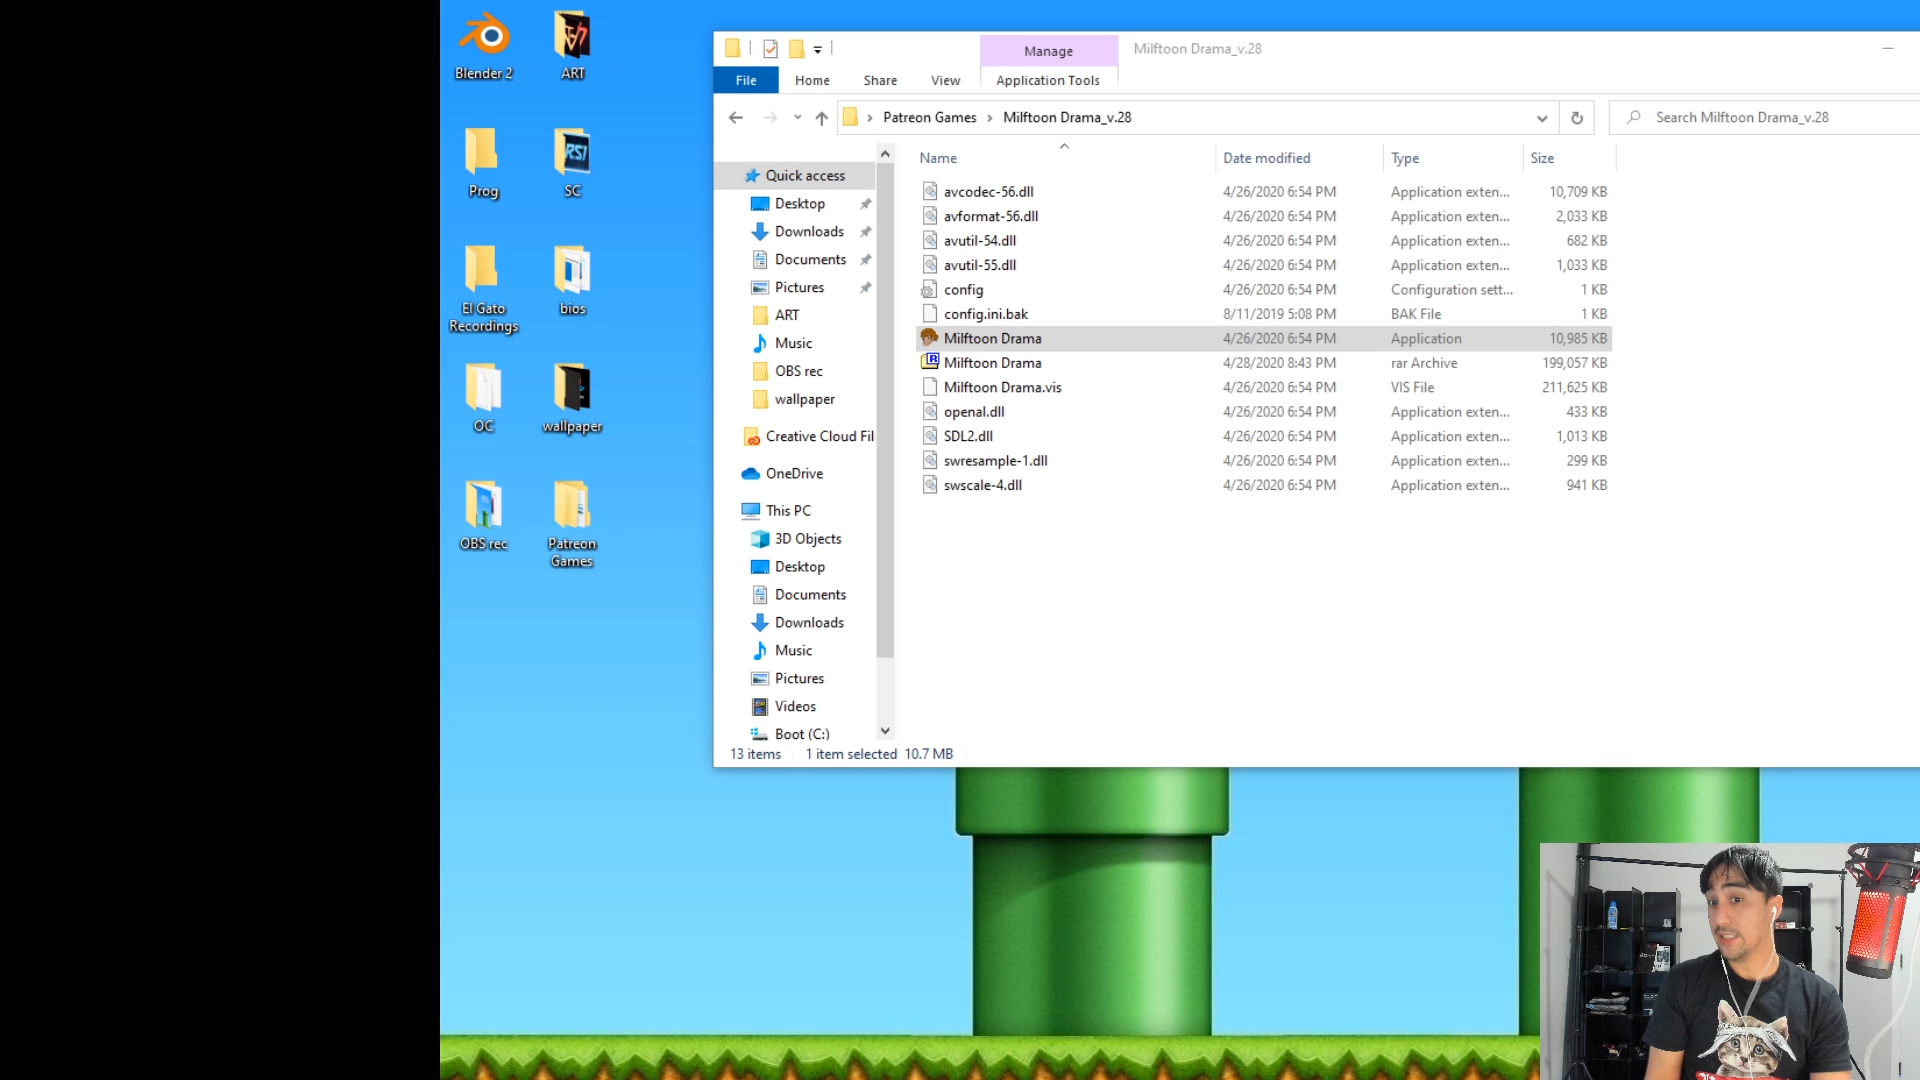 Blender 2
ART
Prog
SC
El Gato
Recordings
bios
OC
wallpaper
OBS rec
Patreon
Games
Manage
Milftoon Drama_v.28
File
Home
Share
View
Application Tools
Patreon Games
Milftoon Drama_v.28
Search Milftoon Drama_v.28
Quick access
Desktop
Downloads
Documents
Pictures
ART
Music
OBS rec
wallpaper
Creative Cloud Fil
OneDrive
This PC
3D Objects
Desktop
Documents
Downloads
Music
Pictures
Videos
Boot (C:)
Name Date modified Type Size
avcodec-56.dll 4/26/2020 6:54 PM Application exten... 10,709 KB
avformat-56.dll 4/26/2020 6:54 PM Application exten... 2,033 KB
avutil-54.dll 4/26/2020 6:54 PM Application exten... 682 KB
avutil-55.dll 4/26/2020 6:54 PM Application exten... 1,033 KB
config 4/26/2020 6:54 PM Configuration sett... 1 KB
config.ini.bak 8/11/2019 5:08 PM BAK File 1 KB
Milftoon Drama 4/26/2020 6:54 PM Application 10,985 KB
Milftoon Drama 4/28/2020 8:43 PM rar Archive 199,057 KB
Milftoon Drama.vis 4/26/2020 6:54 PM VIS File 211,625 KB
openal.dll 4/26/2020 6:54 PM Application exten... 433 KB
SDL2.dll 4/26/2020 6:54 PM Application exten... 1,013 KB
swresample-1.dll 4/26/2020 6:54 PM Application exten... 299 KB
swscale-4.dll 4/26/2020 6:54 PM Application exten... 941 KB
13 items 1 item selected 10.7 MB
RSI